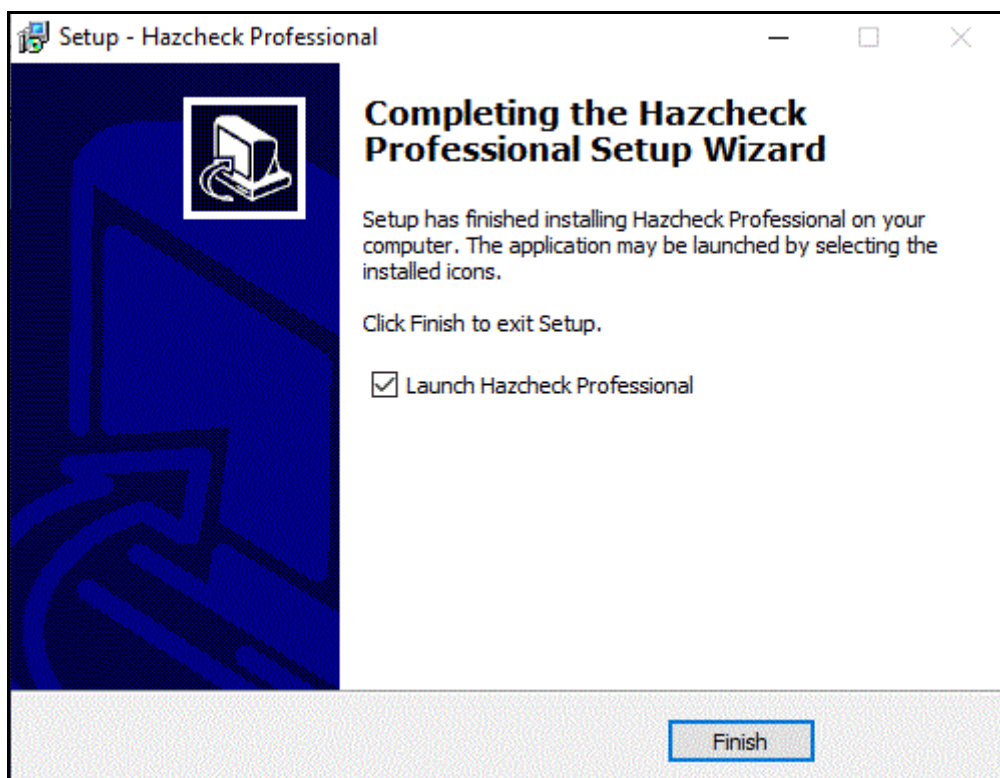 Setup - Hazcheck Professional
Completing the Hazcheck
Professional Setup Wizard
Setup has finished installing Hazcheck Professional on your
computer. The application may be launched by selecting the
installed icons.
Click Finish to exit Setup.
Launch Hazcheck Professional
Finish